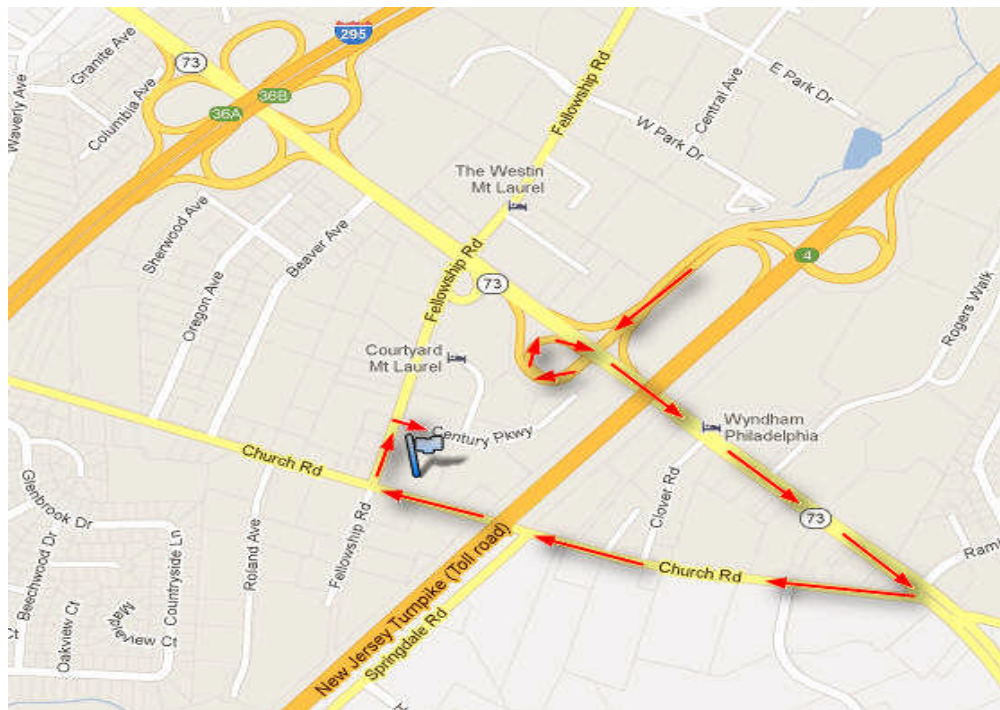 295
Granite Ave
73
Columbia Ave
36B
36A
Waverly Ave
Fellowship Rd
Central Ave
E Park Dr
W Park Dr
The Westin
Mt Laurel
Sherwood Ave
Beaver Ave
Oregon Ave
Fellowship Rd
73
4
Rogers Walk
Courtyard
Mt Laurel
Century Pkwy
Wyndham
Philadelphia
Church Rd
Clover Rd
73
Glenbrook Dr
Beechwood Dr
Countryside Ln
Roland Ave
Fellowship Rd
New Jersey Turnpike (Toll road)
Springdale Rd
Church Rd
Ram
Mapleview Ct
Oakview Ct
Ct